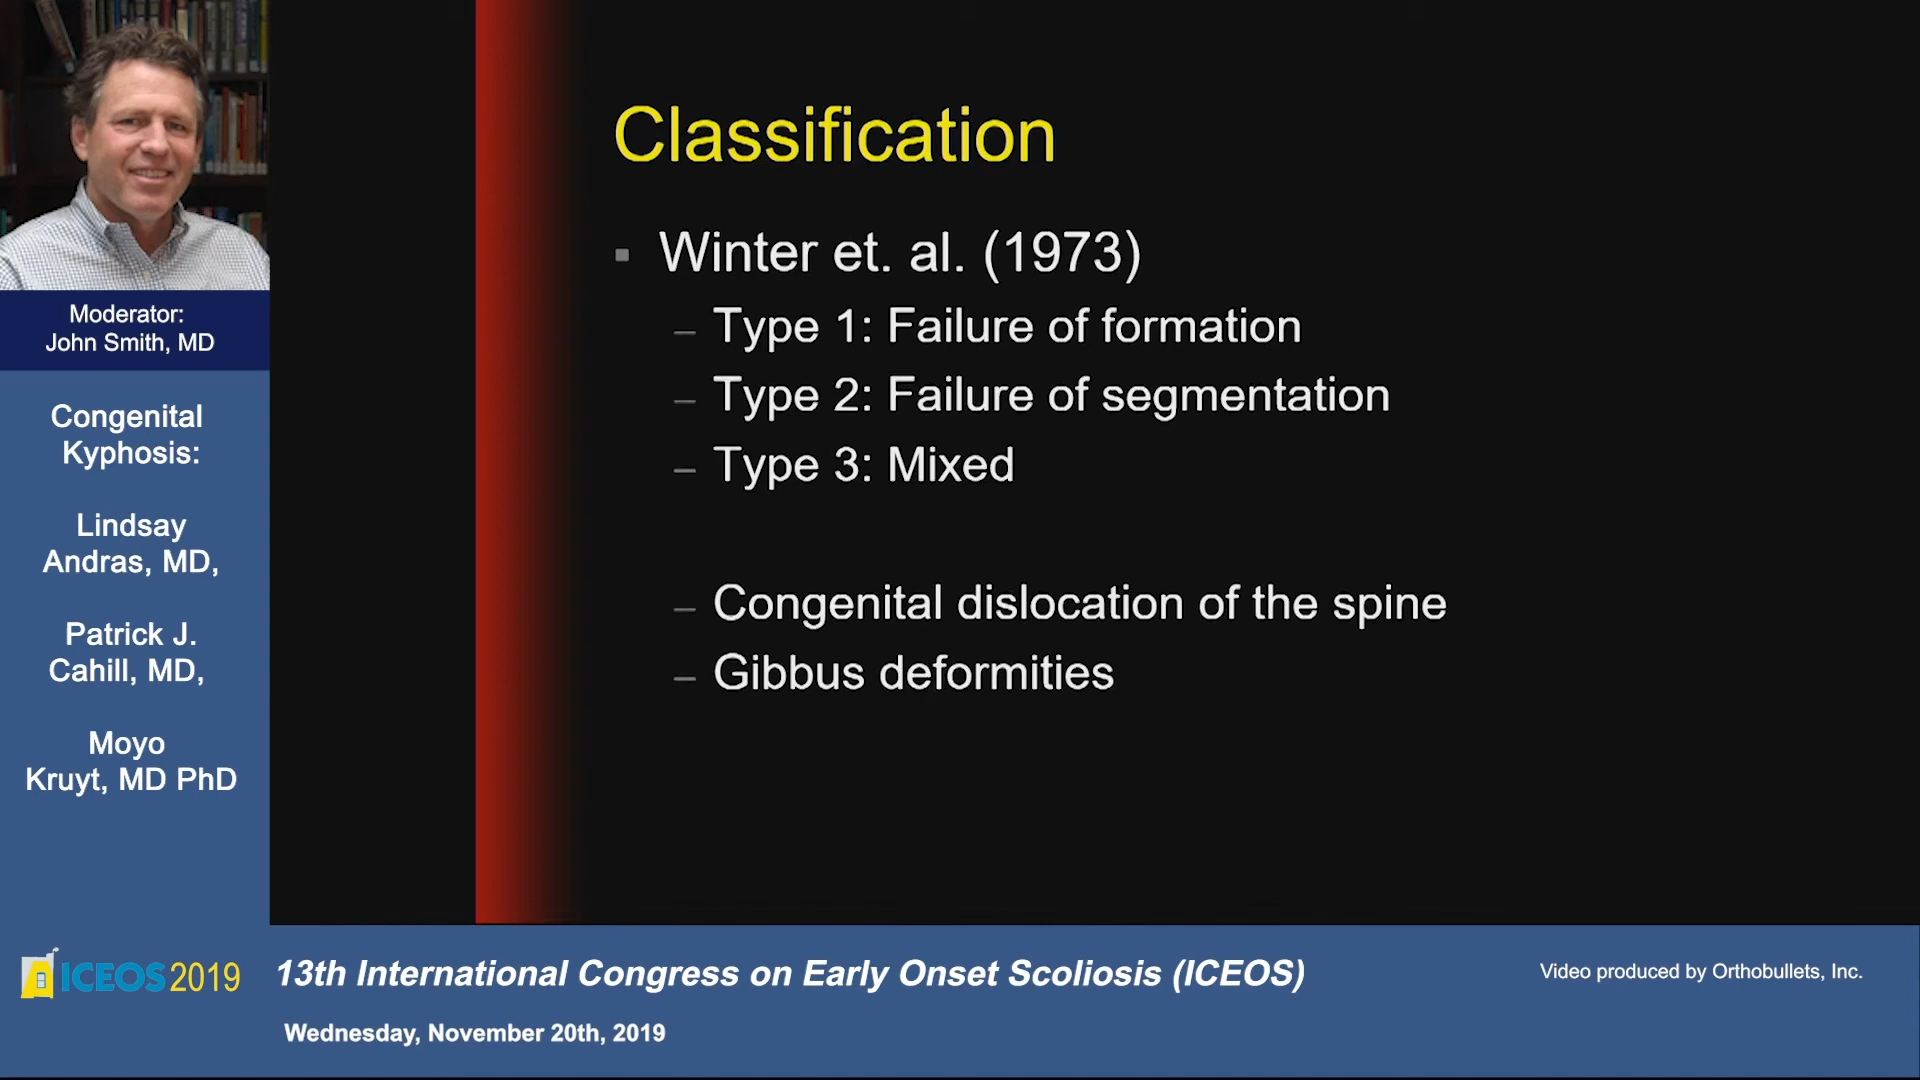 Classification
Winter et. al. (1973)
– Type 1: Failure of formation
– Type 2: Failure of segmentation
– Type 3: Mixed
– Congenital dislocation of the spine
– Gibbus deformities
Moderator:
John Smith, MD
Congenital
Kyphosis:
Lindsay
Andras, MD,
Patrick J.
Cahill, MD,
Moyo
Kruyt, MD PhD
ICEOS 2019
13th International Congress on Early Onset Scoliosis (ICEOS)
Wednesday, November 20th, 2019
Video produced by Orthobullets, Inc.